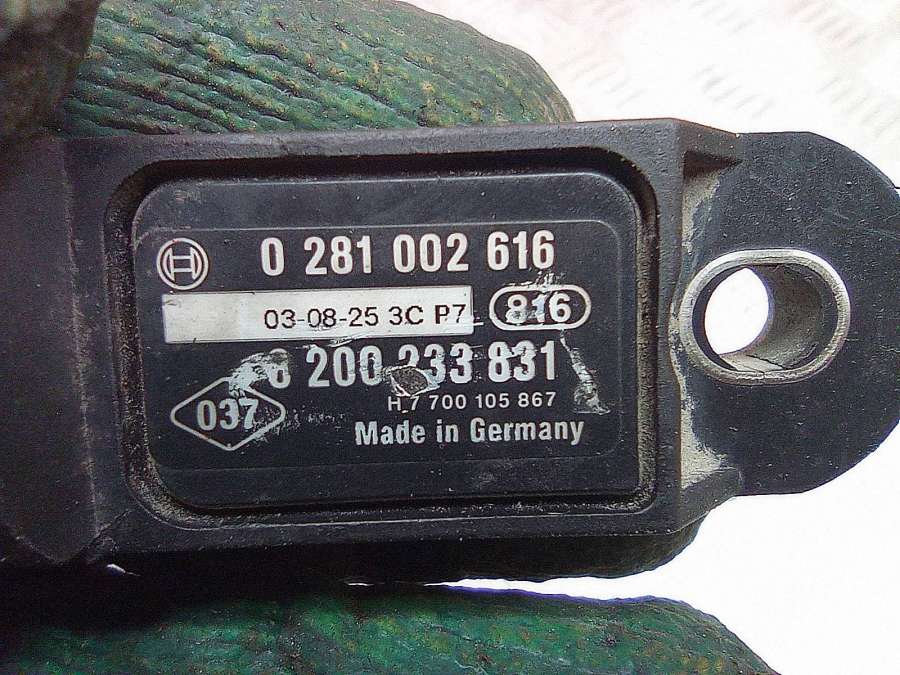 0 281 002 616
03-08-25 3C P7 816
8 200 233 831
037 H 7 700 105 867
Made in Germany